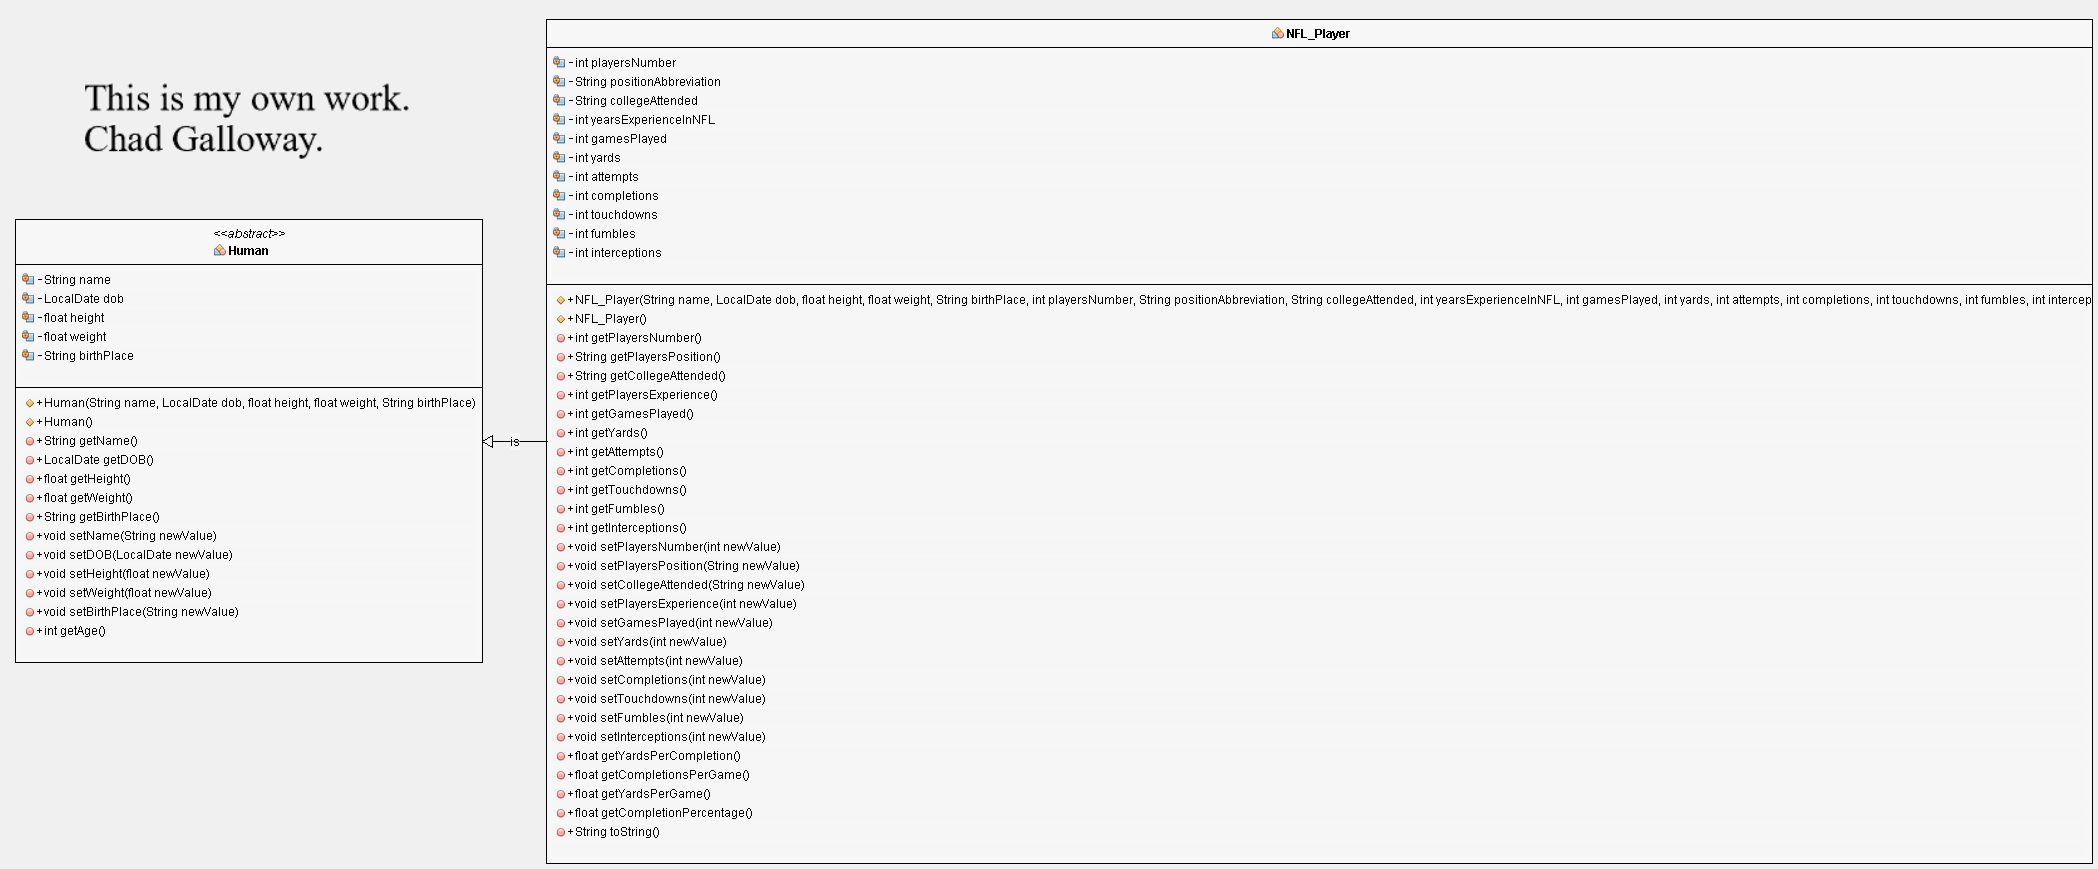 This is my own work.
Chad Galloway.
<<abstract>>
Human
-String name
-LocalDate dob
-float height
-float weight
-String birthPlace
+Human(String name, LocalDate dob, float height, float weight, String birthPlace)
+Human()
+String getName()
+LocalDate getDOB()
+float getHeight()
+float getWeight()
+String getBirthPlace()
+void setName(String newValue)
+void setDOB(LocalDate newValue)
+void setHeight(float newValue)
+void setWeight(float newValue)
+void setBirthPlace(String newValue)
+int getAge()
is
NFL_Player
-int playersNumber
-String positionAbbreviation
-String collegeAttended
-int yearsExperienceInNFL
-int gamesPlayed
-int yards
-int attempts
-int completions
-int touchdowns
-int fumbles
-int interceptions
+NFL_Player(String name, LocalDate dob, float height, float weight, String birthPlace, int playersNumber, String positionAbbreviation, String collegeAttended, int yearsExperienceInNFL, int gamesPlayed, int yards, int attempts, int completions, int touchdowns, int fumbles, int intercep
+NFL_Player()
+int getPlayersNumber()
+String getPlayersPosition()
+String getCollegeAttended()
+int getPlayersExperience()
+int getGamesPlayed()
+int getYards()
+int getAttempts()
+int getCompletions()
+int getTouchdowns()
+int getFumbles()
+int getInterceptions()
+void setPlayersNumber(int newValue)
+void setPlayersPosition(String newValue)
+void setCollegeAttended(String newValue)
+void setPlayersExperience(int newValue)
+void setGamesPlayed(int newValue)
+void setYards(int newValue)
+void setAttempts(int newValue)
+void setCompletions(int newValue)
+void setTouchdowns(int newValue)
+void setFumbles(int newValue)
+void setInterceptions(int newValue)
+float getYardsPerCompletion()
+float getCompletionsPerGame()
+float getYardsPerGame()
+float getCompletionPercentage()
+String toString()